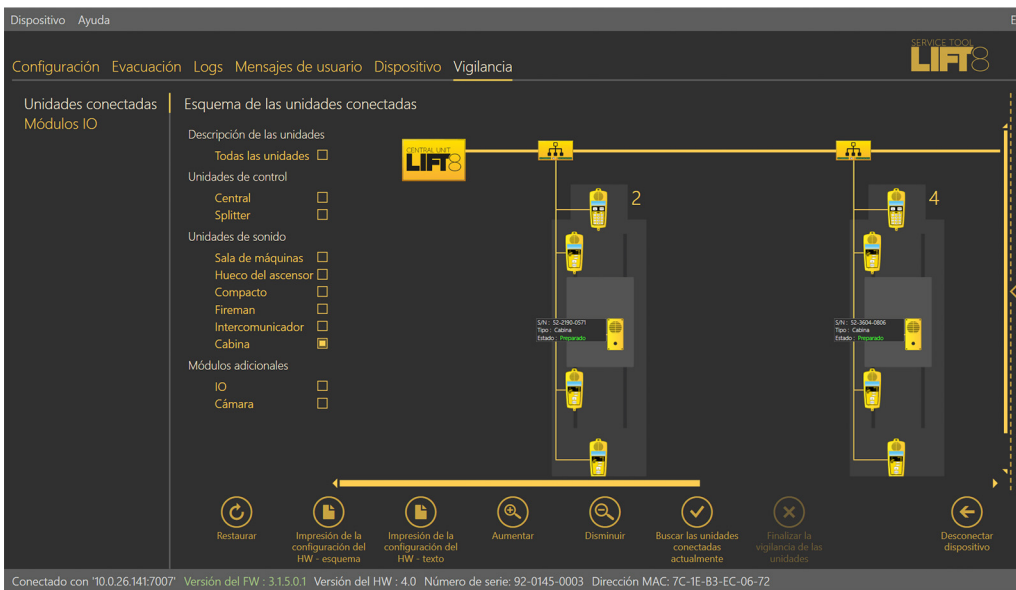 Dispositivo Ayuda
SERVICE TOOL
LIFT8
Configuración Evacuación Logs Mensajes de usuario Dispositivo Vigilancia
Unidades conectadas
Módulos IO
Esquema de las unidades conectadas
Descripción de las unidades
Todas las unidades
Unidades de control
Central
Splitter
Unidades de sonido
Sala de máquinas
Hueco del ascensor
Compacto
Fireman
Intercomunicador
Cabina
Módulos adicionales
IO
Cámara
CENTRAL UNIT
LIFT8
2
S/N : 52-2190-0571
Tipo : Cabina
Estado : Preparado
4
S/N : 52-3604-0806
Tipo : Cabina
Estado : Preparado
Restaurar
Impresión de la
configuración del
HW - esquema
Impresión de la
configuración del
HW - texto
Aumentar
Disminuir
Buscar las unidades
conectadas
actualmente
Finalizar la
vigilancia de las
unidades
Desconectar
dispositivo
Conectado con '10.0.26.141:7007' Versión del FW : 3.1.5.0.1 Versión del HW : 4.0 Número de serie: 92-0145-0003 Dirección MAC: 7C-1E-B3-EC-06-72